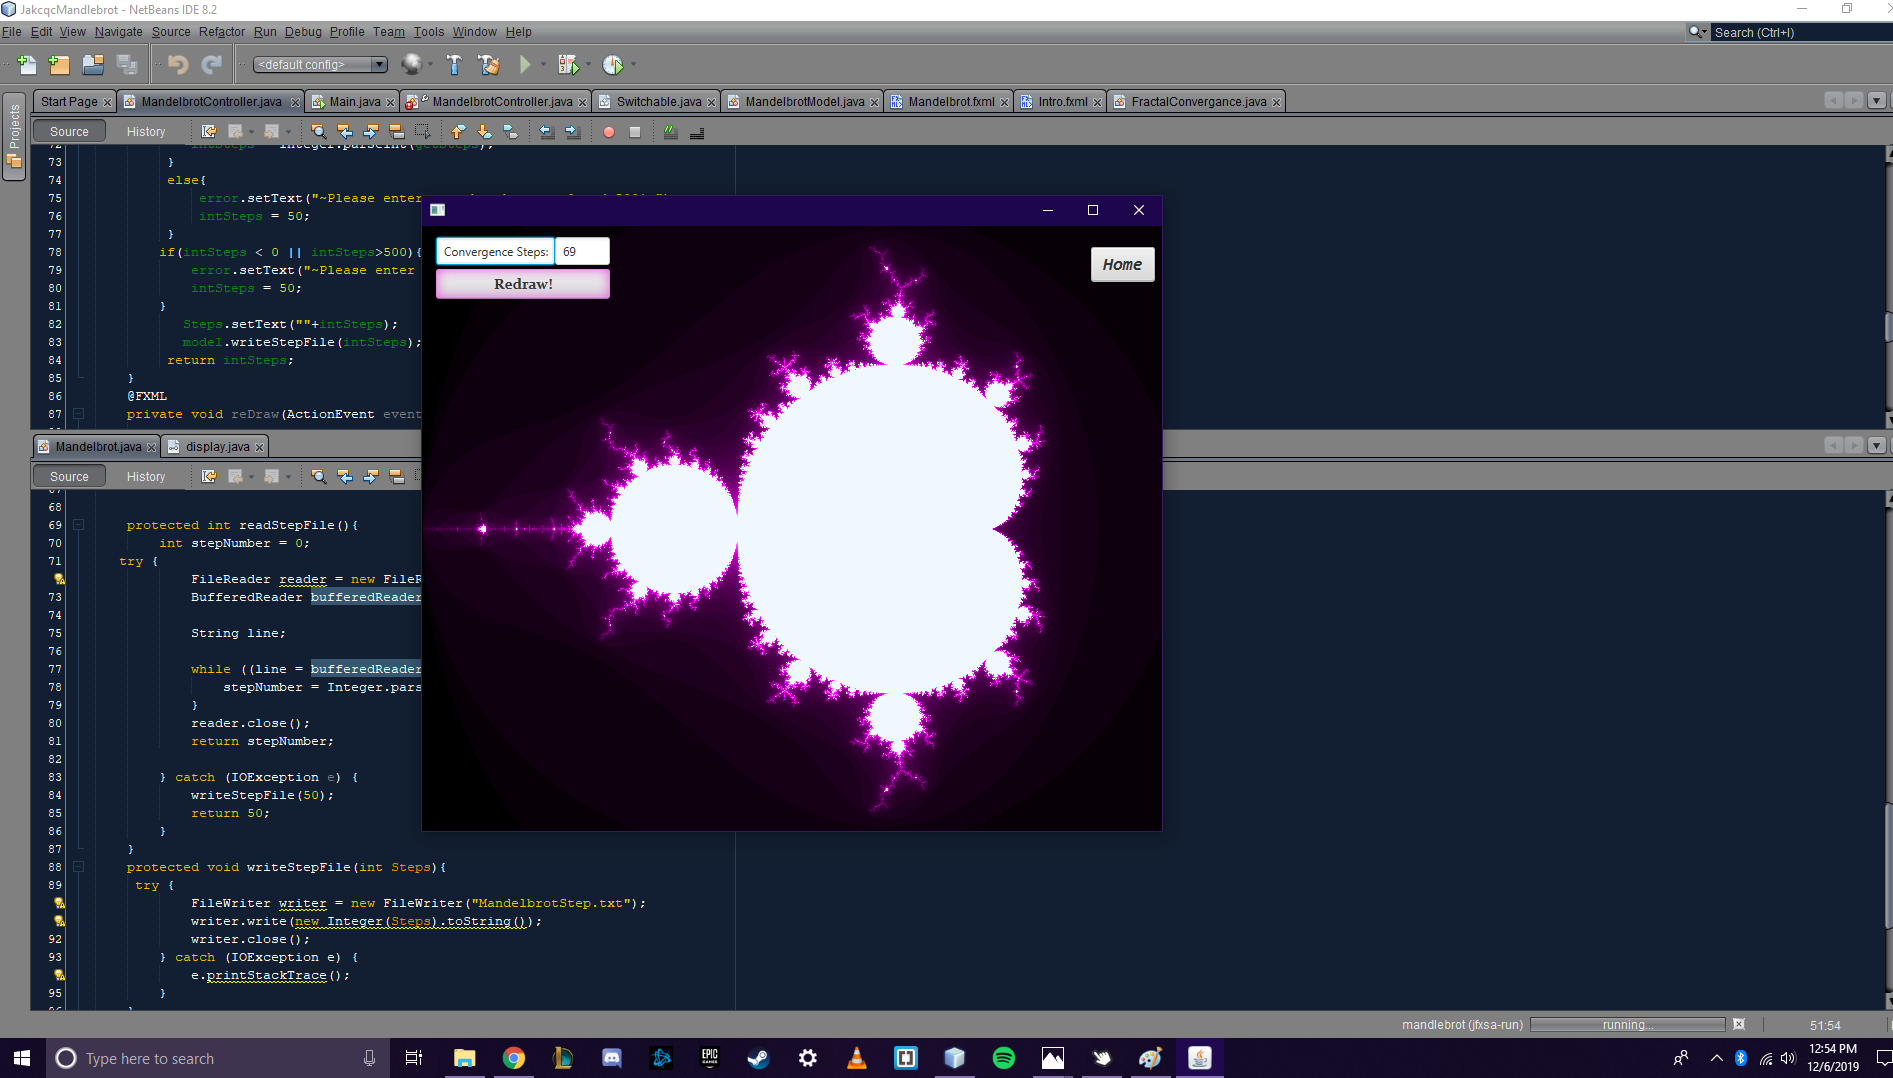 JakcqcMandlebrot - NetBeans IDE 8.2
File Edit View Navigate Source Refactor Run Debug Profile Team Tools Window Help
Search (Ctrl+I)
<default config>
Projects
Start Page MandelbrotController.java Main.java MandelbrotController.java Switchable.java MandelbrotModel.java Mandelbrot.fxml Intro.fxml FractalConvergance.java
Source History
73 }
74 else{
75 error.setText("~Please enter
76 intSteps = 50;
77 }
78 if(intSteps < 0 || intSteps>500){
79 error.setText("~Please enter
80 intSteps = 50;
81 }
82 Steps.setText(""+intSteps);
83 model.writeStepFile(intSteps);
84 return intSteps;
85 }
86 @FXML
87 private void reDraw(ActionEvent event
Convergence Steps: 69
Redraw!
Home
Mandelbrot.java display.java
Source History
68
69 protected int readStepFile(){
70 int stepNumber = 0;
71 try {
FileReader reader = new FileR
73 BufferedReader bufferedReader
74
75 String line;
76
77 while ((line = bufferedReader
78 stepNumber = Integer.pars
79 }
80 reader.close();
81 return stepNumber;
82
83 } catch (IOException e) {
84 writeStepFile(50);
85 return 50;
86 }
87 }
88 protected void writeStepFile(int Steps){
89 try {
FileWriter writer = new FileWriter("MandelbrotStep.txt");
writer.write(new Integer(Steps).toString());
92 writer.close();
93 } catch (IOException e) {
e.printStackTrace();
95 }
mandlebrot (jfxsa-run) running... 51:54
Type here to search
EPIC GAMES
12:54 PM
12/6/2019